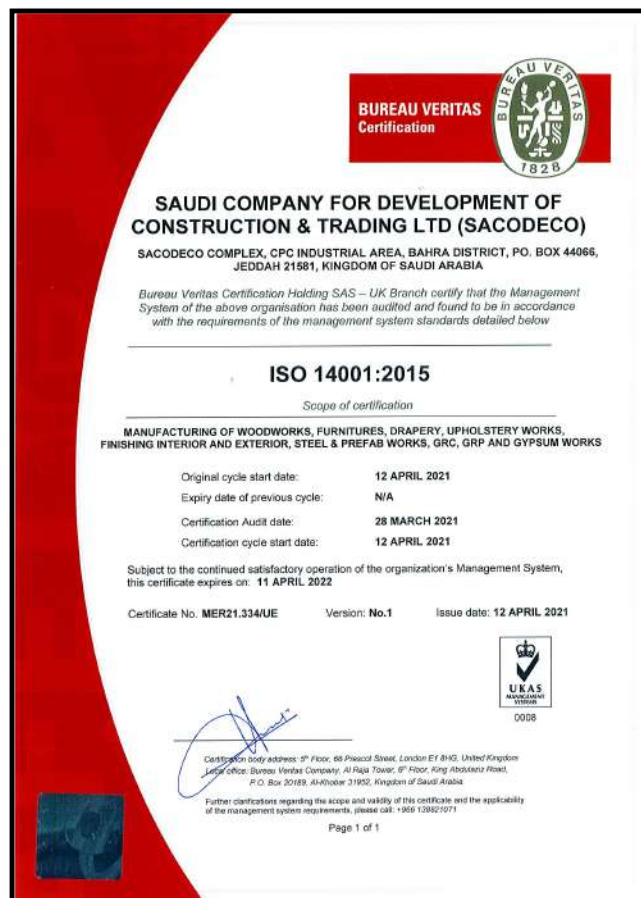 BUREAU VERITAS
Certification
BUREAU VERITAS
1828
SAUDI COMPANY FOR DEVELOPMENT OF
CONSTRUCTION & TRADING LTD (SACODECO)
SACODECO COMPLEX, CPC INDUSTRIAL AREA, BAHRA DISTRICT, PO. BOX 44066,
JEDDAH 21581, KINGDOM OF SAUDI ARABIA
Bureau Veritas Certification Holding SAS – UK Branch certify that the Management
System of the above organisation has been audited and found to be in accordance
with the requirements of the management system standards detailed below
ISO 14001:2015
Scope of certification
MANUFACTURING OF WOODWORKS, FURNITURES, DRAPERY, UPHOLSTERY WORKS,
FINISHING INTERIOR AND EXTERIOR, STEEL & PREFAB WORKS, GRC, GRP AND GYPSUM WORKS
Original cycle start date: 12 APRIL 2021
Expiry date of previous cycle: N/A
Certification Audit date: 28 MARCH 2021
Certification cycle start date: 12 APRIL 2021
Subject to the continued satisfactory operation of the organization's Management System,
this certificate expires on: 11 APRIL 2022
Certificate No. MER21.334/UE Version: No.1 Issue date: 12 APRIL 2021
UKAS
MANAGEMENT
SYSTEMS
0008
Certification body address: 5th Floor, 66 Prescot Street, London E1 8HG, United Kingdom
Local office: Bureau Veritas Company, Al Raja Tower, 6th Floor, King Abdulaziz Road,
P.O. Box 20189, Al-Khobar 31952, Kingdom of Saudi Arabia
Further clarifications regarding the scope and validity of this certificate and the applicability
of the management system requirements, please call: +966 139821071
Page 1 of 1